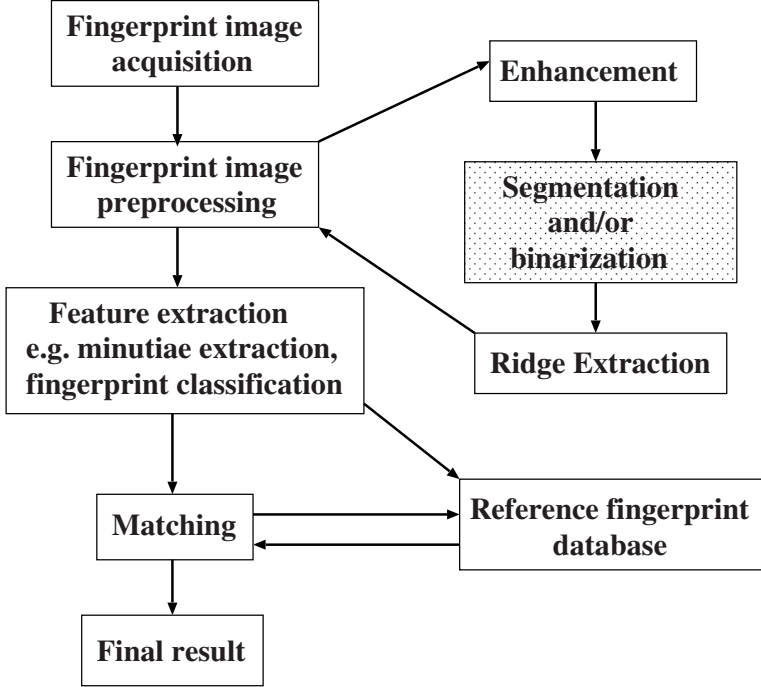 Fingerprint image
acquisition
Enhancement
Fingerprint image
preprocessing
Segmentation
and/or
binarization
Feature extraction
e.g. minutiae extraction,
fingerprint classification
Ridge Extraction
Matching
Reference fingerprint
database
Final result